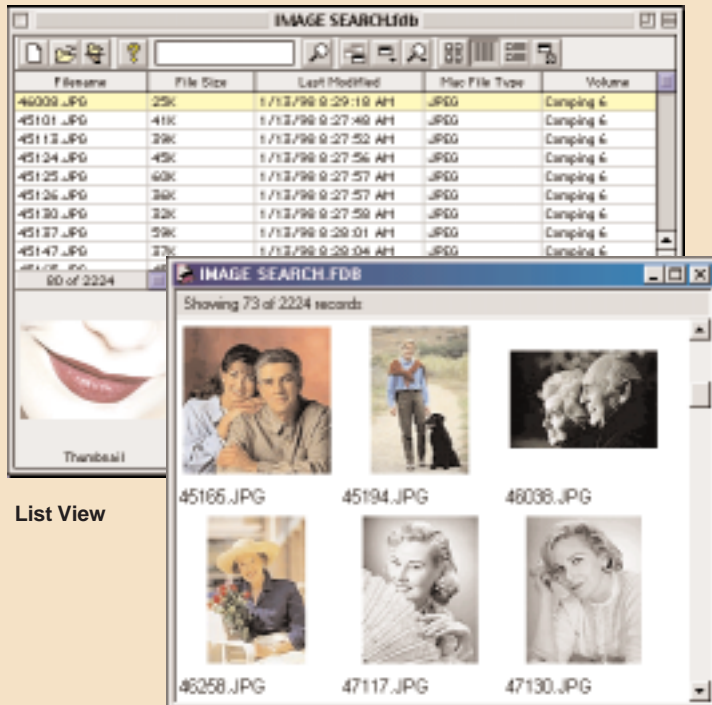 IMAGE SEARCH.fdb
Filename File Size Last Modified Mac File Type Volume
46009.JPG 25K 1/13/98 8:29:18 AM JPEG Camping 6
45101.JPG 41K 1/13/98 8:27:48 AM JPEG Camping 6
45113.JPG 39K 1/13/98 8:27:52 AM JPEG Camping 6
45124.JPG 45K 1/13/98 8:27:56 AM JPEG Camping 6
45125.JPG 60K 1/13/98 8:27:57 AM JPEG Camping 6
45126.JPG 36K 1/13/98 8:27:57 AM JPEG Camping 6
45130.JPG 32K 1/13/98 8:27:58 AM JPEG Camping 6
45137.JPG 59K 1/13/98 8:28:01 AM JPEG Camping 6
45147.JPG 37K 1/13/98 8:28:04 AM JPEG Camping 6
80 of 2224
Thumbnail
List View
IMAGE SEARCH.FDB
Showing 73 of 2224 records
45165.JPG 45194.JPG 46038.JPG
46258.JPG 47117.JPG 47130.JPG